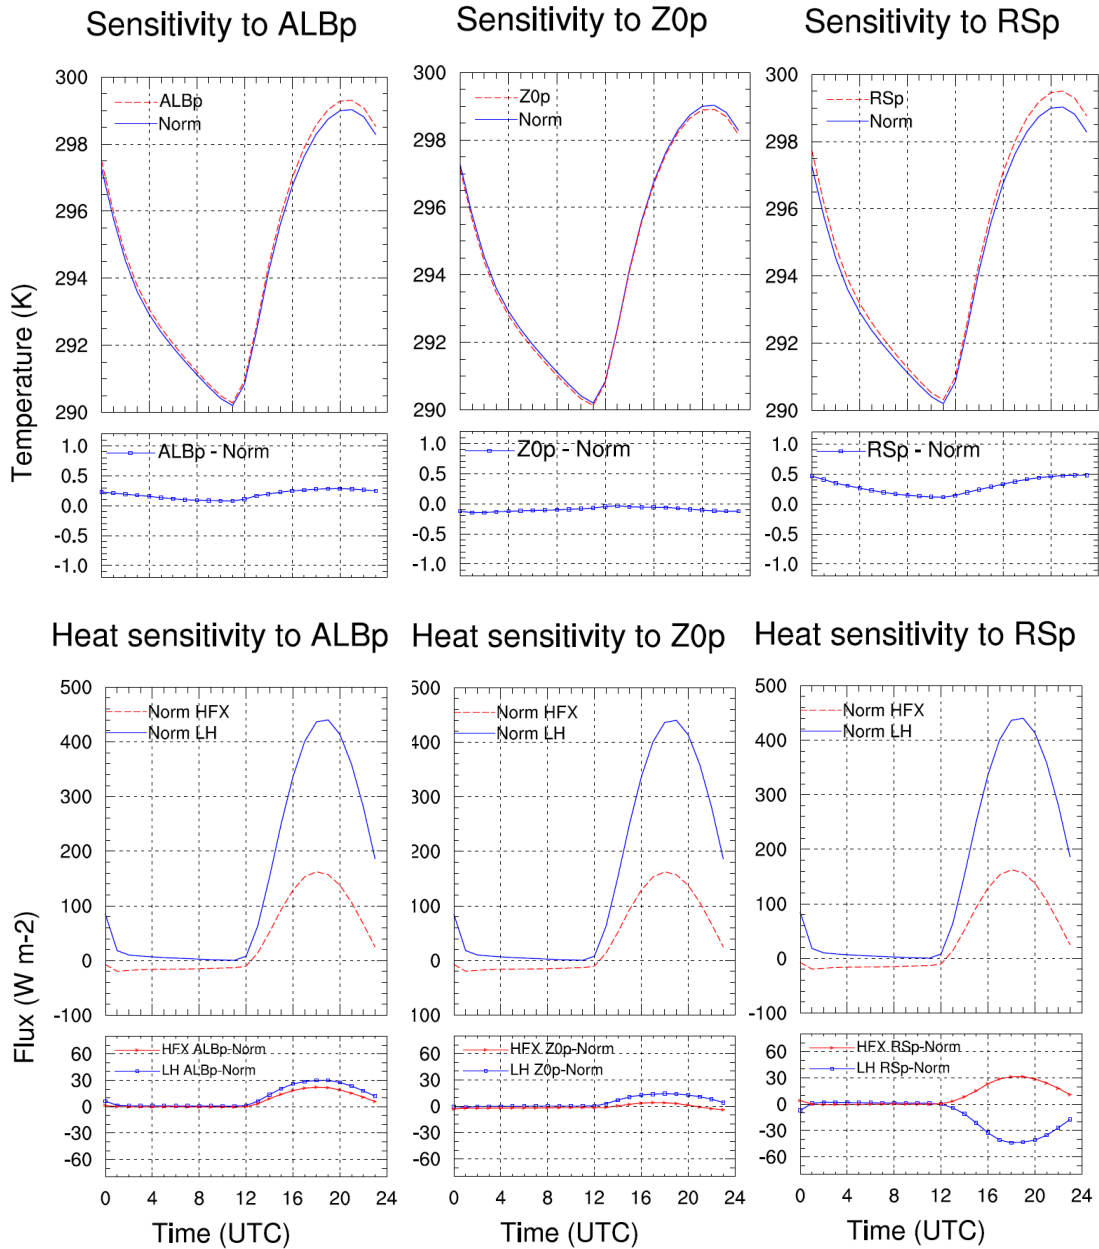 Sensitivity to ALBp
Sensitivity to Z0p
Sensitivity to RSp
Temperature (K)
300
298
296
294
292
290
ALBp
Norm
300
298
296
294
292
290
Z0p
Norm
300
298
296
294
292
290
RSp
Norm
1.0
0.5
0.0
-0.5
-1.0
ALBp - Norm
1.0
0.5
0.0
-0.5
-1.0
Z0p - Norm
1.0
0.5
0.0
-0.5
-1.0
RSp - Norm
Heat sensitivity to ALBp
Heat sensitivity to Z0p
Heat sensitivity to RSp
Flux (W m-2)
500
400
300
200
100
0
-100
Norm HFX
Norm LH
500
400
300
200
100
0
100
Norm HFX
Norm LH
500
400
300
200
100
0
-100
Norm HFX
Norm LH
60
30
0
-30
-60
HFX ALBp-Norm
LH ALBp-Norm
60
30
0
-30
-60
HFX Z0p-Norm
LH Z0p-Norm
60
30
0
-30
-60
HFX RSp-Norm
LH RSp-Norm
0 4 8 12 16 20 24
0 4 8 12 16 20 24
0 4 8 12 16 20 24
Time (UTC)
Time (UTC)
Time (UTC)